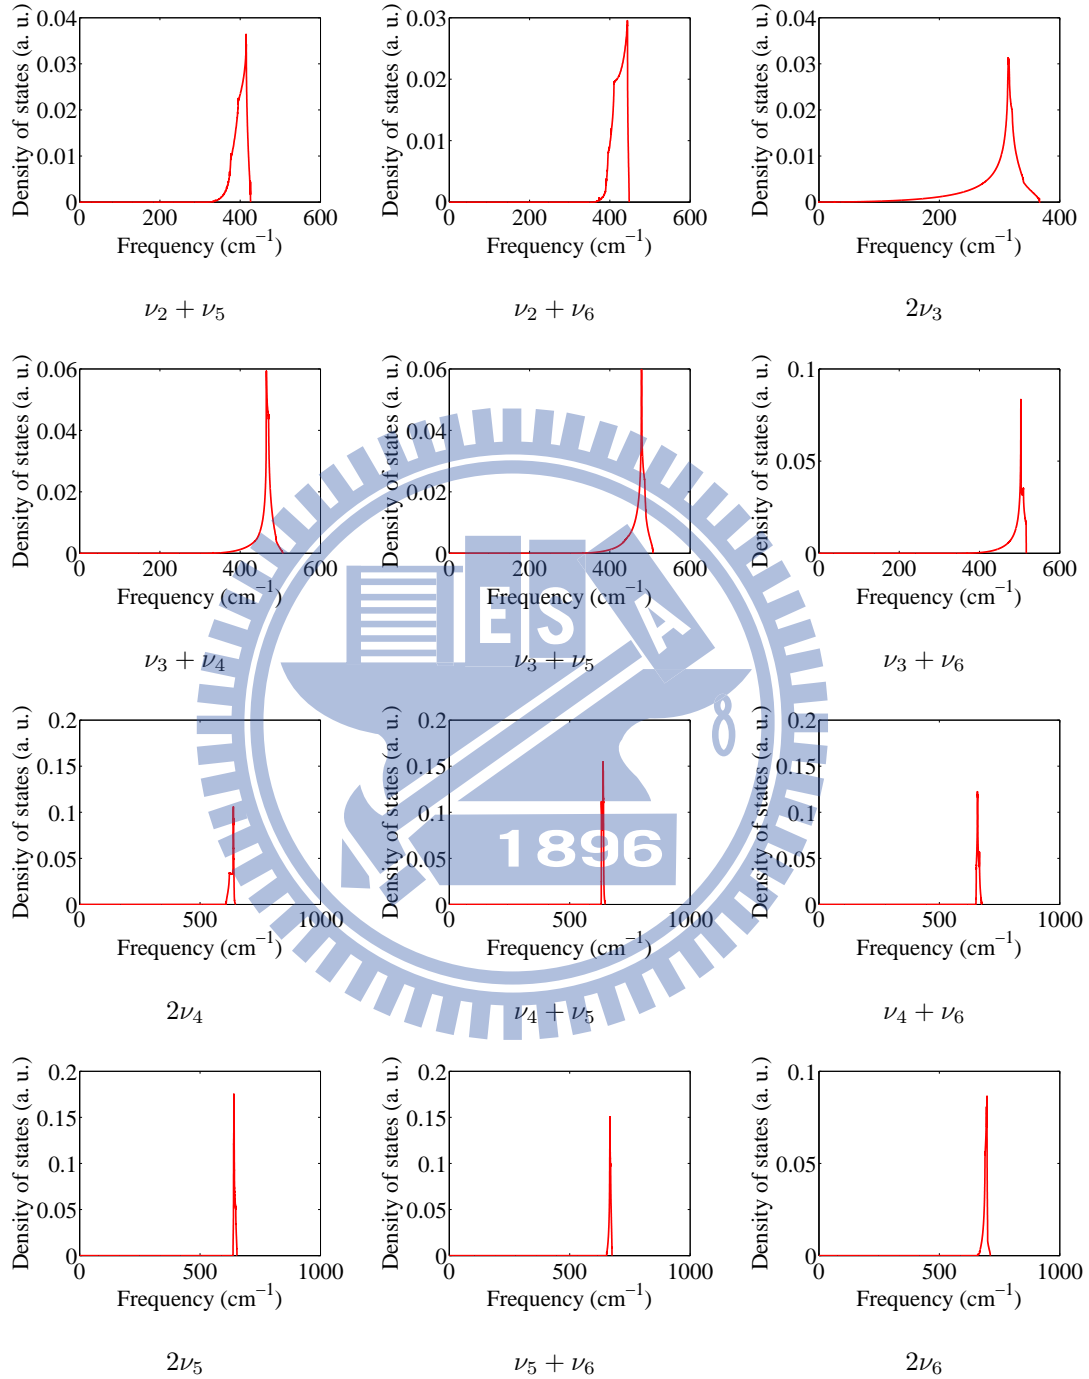 0.04
0.03
0.02
0.01
0
0 200 400 600
Density of states (a. u.)
Frequency (cm⁻¹)
ν₂ + ν₅
0.03
0.02
0.01
0
0 200 400 600
Density of states (a. u.)
Frequency (cm⁻¹)
ν₂ + ν₆
0.04
0.03
0.02
0.01
0
0 200 400
Density of states (a. u.)
Frequency (cm⁻¹)
2ν₃
0.06
0.04
0.02
0
0 200 400 600
Density of states (a. u.)
Frequency (cm⁻¹)
ν₃ + ν₄
0.06
0.04
0.02
0
0 200 400 600
Density of states (a. u.)
Frequency (cm⁻¹)
ν₃ + ν₅
0.1
0.05
0
0 200 400 600
Density of states (a. u.)
Frequency (cm⁻¹)
ν₃ + ν₆
E S A
8
1896
0.2
0.15
0.1
0.05
0
0 500 1000
Density of states (a. u.)
Frequency (cm⁻¹)
2ν₄
0.2
0.15
0.1
0.05
0
0 500 1000
Density of states (a. u.)
Frequency (cm⁻¹)
ν₄ + ν₅
0.2
0.15
0.1
0.05
0
0 500 1000
Density of states (a. u.)
Frequency (cm⁻¹)
ν₄ + ν₆
0.2
0.15
0.1
0.05
0
0 500 1000
Density of states (a. u.)
Frequency (cm⁻¹)
2ν₅
0.2
0.15
0.1
0.05
0
0 500 1000
Density of states (a. u.)
Frequency (cm⁻¹)
ν₅ + ν₆
0.1
0.05
0
0 500 1000
Density of states (a. u.)
Frequency (cm⁻¹)
2ν₆